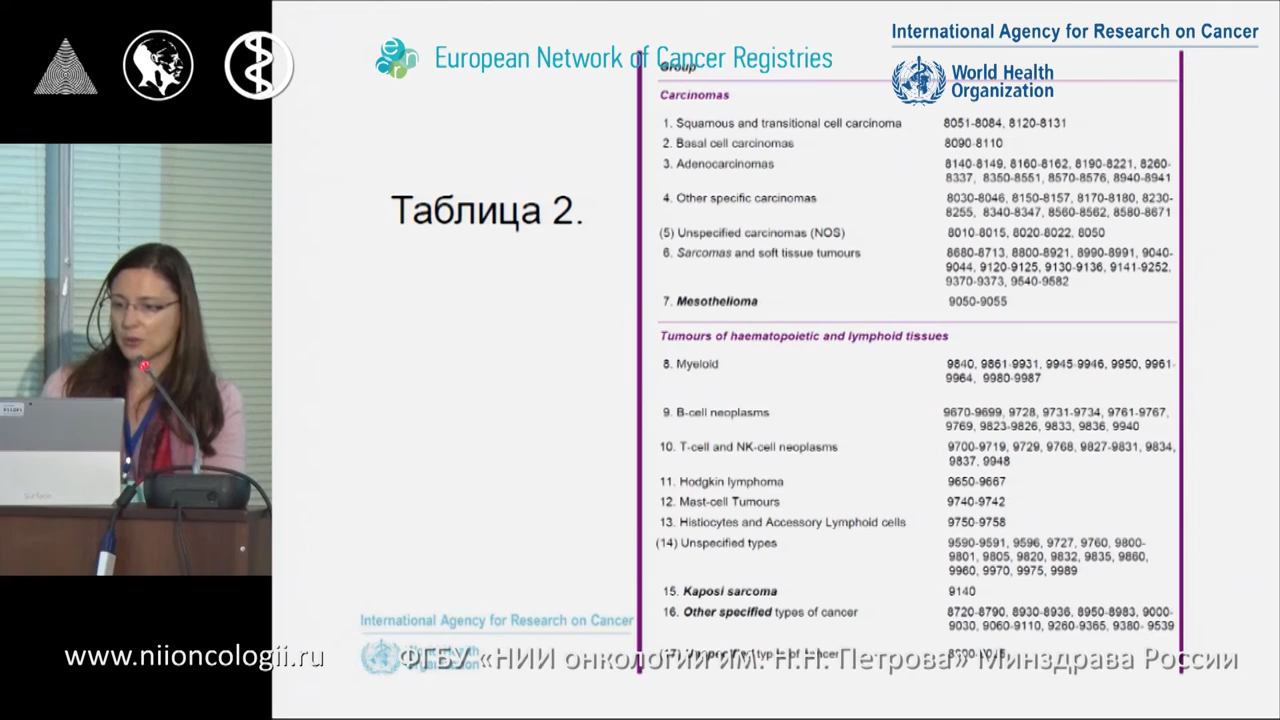 European Network of Cancer Registries
International Agency for Research on Cancer
World Health
Organization
Таблица 2.
Group
Carcinomas
1. Squamous and transitional cell carcinoma 8051-8084, 8120-8131
2. Basal cell carcinomas 8090-8110
3. Adenocarcinomas 8140-8149, 8160-8162, 8190-8221, 8260-
8337, 8350-8551, 8570-8576, 8940-8941
4. Other specific carcinomas 8030-8046, 8150-8157, 8170-8180, 8230-
8255, 8340-8347, 8560-8562, 8580-8671
(5) Unspecified carcinomas (NOS) 8010-8015, 8020-8022, 8050
6. Sarcomas and soft tissue tumours 8680-8713, 8800-8921, 8990-8991, 9040-
9044, 9120-9125, 9130-9136, 9141-9252,
9370-9373, 9540-9582
7. Mesothelioma 9050-9055
Tumours of haematopoietic and lymphoid tissues
8. Myeloid 9840, 9861-9931, 9945-9946, 9950, 9961-
9964, 9980-9987
9. B-cell neoplasms 9670-9699, 9728, 9731-9734, 9761-9767,
9769, 9823-9826, 9833, 9836, 9940
10. T-cell and NK-cell neoplasms 9700-9719, 9729, 9768, 9827-9831, 9834,
9837, 9948
11. Hodgkin lymphoma 9650-9667
12. Mast-cell Tumours 9740-9742
13. Histiocytes and Accessory Lymphoid cells 9750-9758
(14) Unspecified types 9590-9591, 9596, 9727, 9760, 9800-
9801, 9805, 9820, 9832, 9835, 9860,
9960, 9970, 9975, 9989
15. Kaposi sarcoma 9140
16. Other specified types of cancer 8720-8790, 8930-8936, 8950-8983, 9000-
9030, 9060-9110, 9260-9365, 9380- 9539
International Agency for Research on Cancer
www.niioncologii.ru
ФГБУ «НИИ онкологии им. Н.Н. Петрова» Минздрава России
Surface